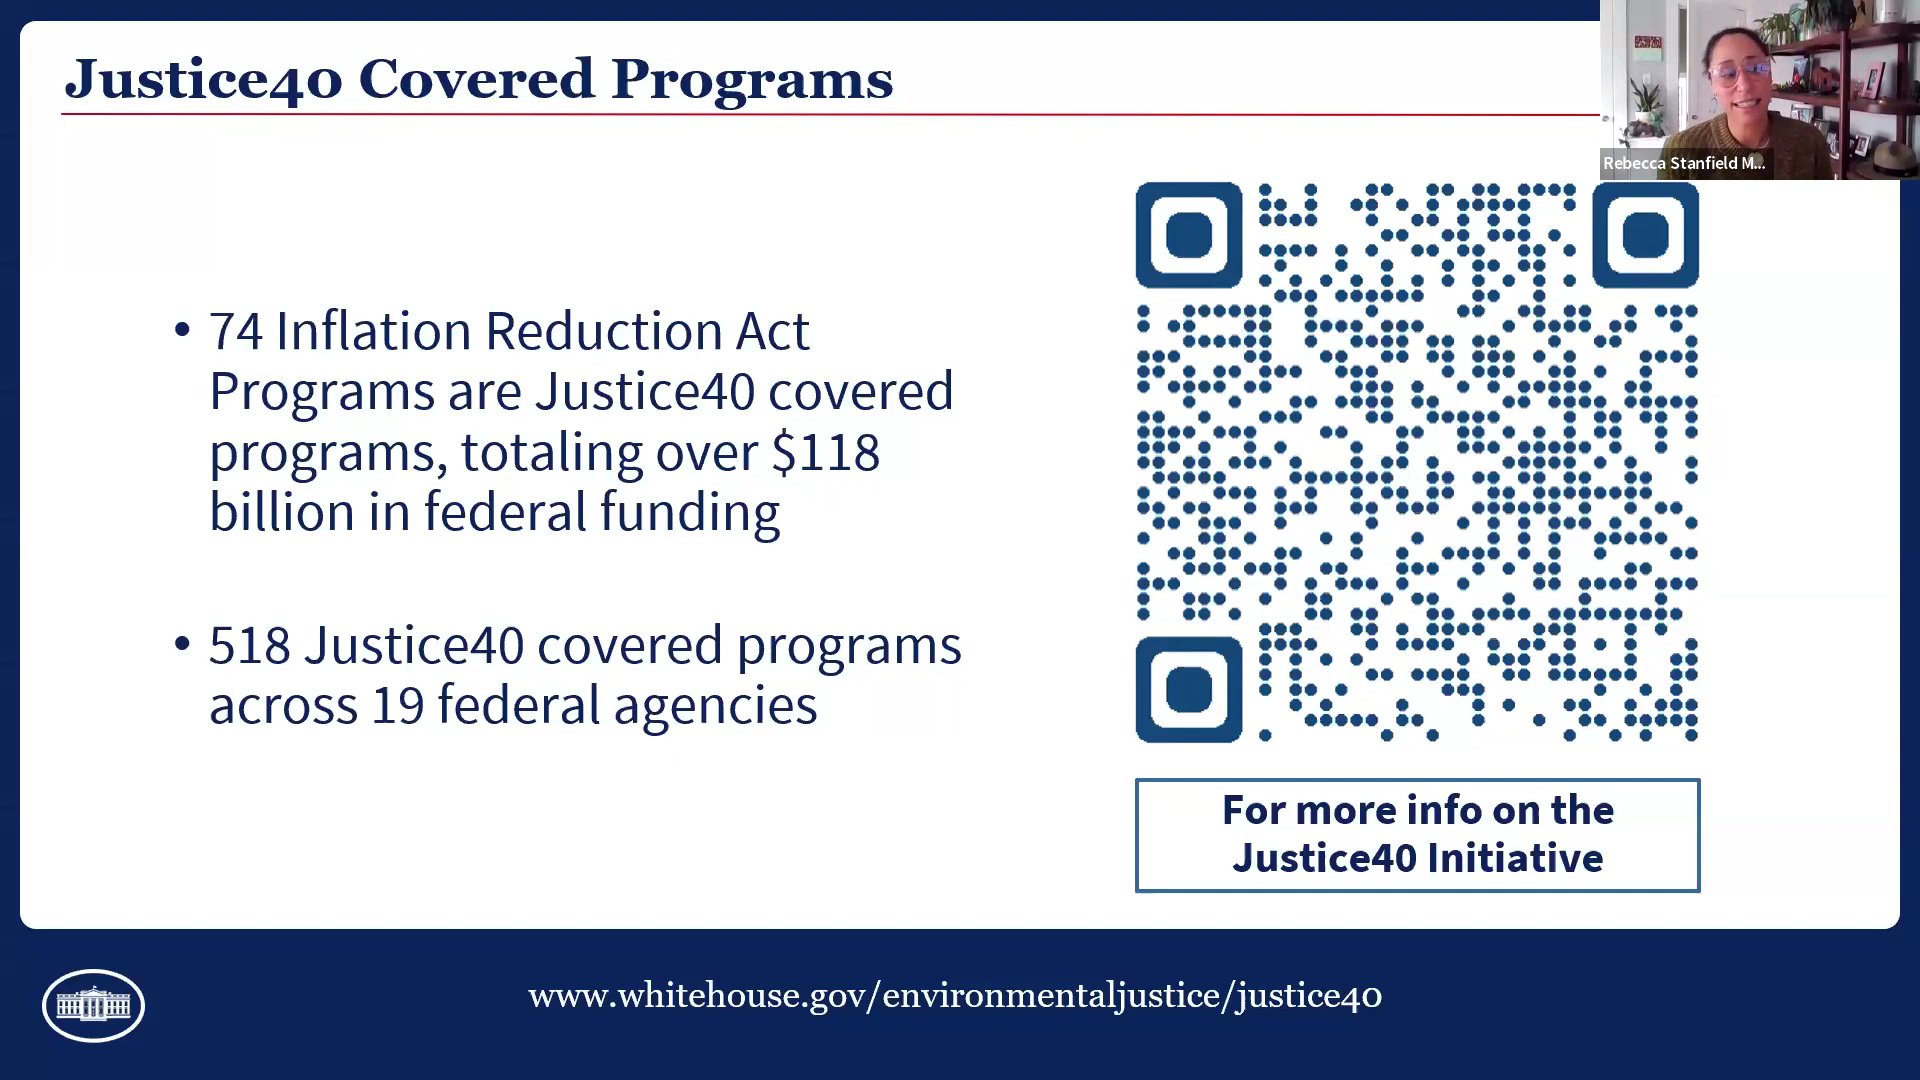 Justice40 Covered Programs
Rebecca Stanfield M...
• 74 Inflation Reduction Act
Programs are Justice40 covered
programs, totaling over $118
billion in federal funding
• 518 Justice40 covered programs
across 19 federal agencies
For more info on the
Justice40 Initiative
www.whitehouse.gov/environmentaljustice/justice40